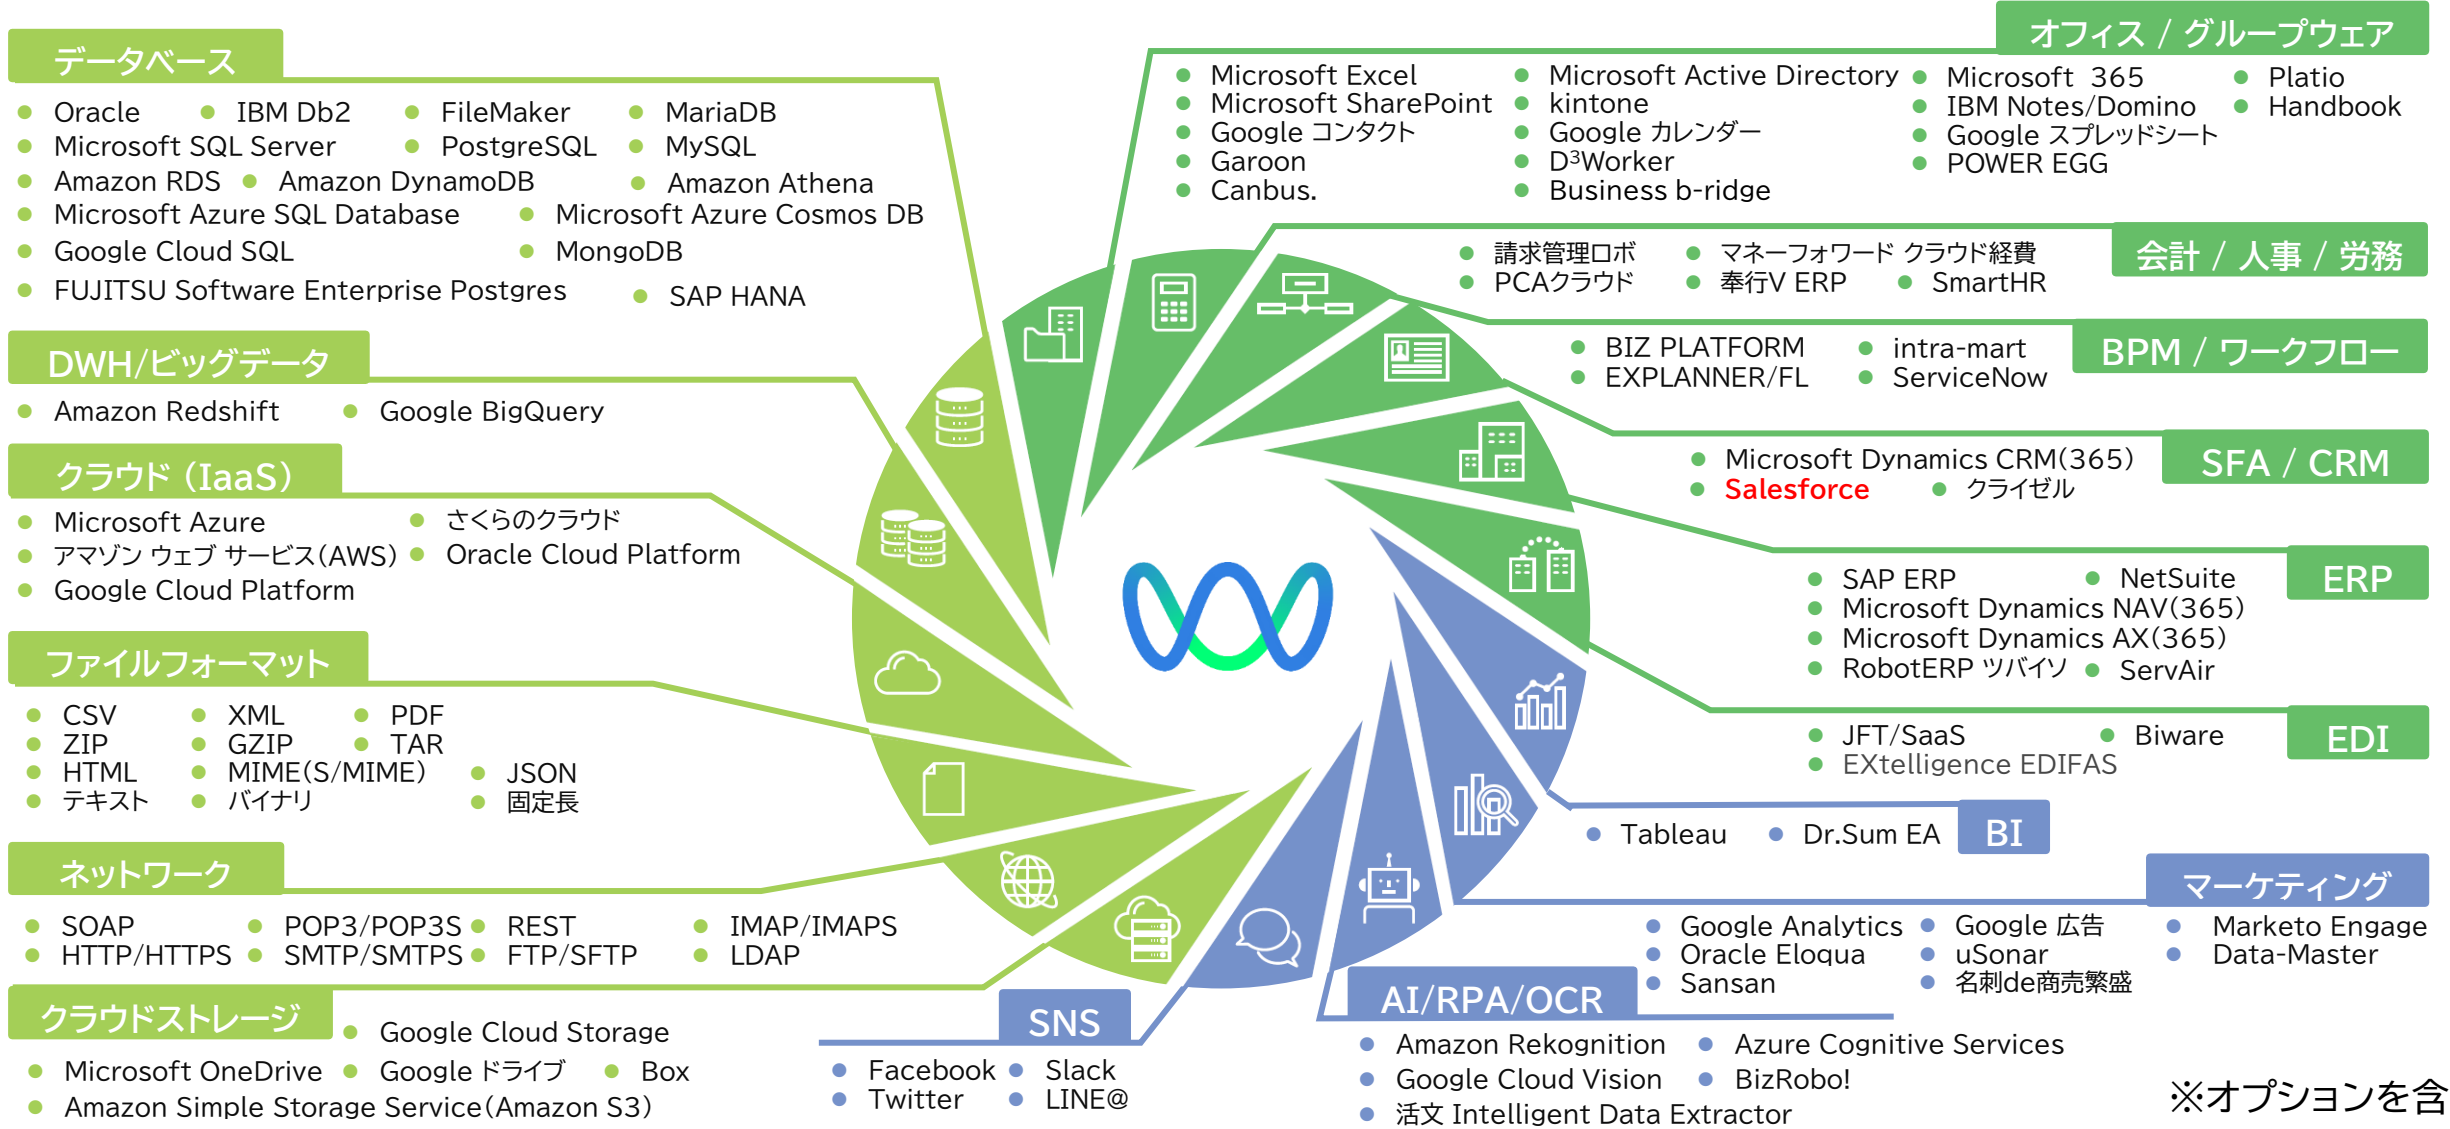 データベース
Oracle IBM Db2 FileMaker MariaDB
Microsoft SQL Server PostgreSQL MySQL
Amazon RDS Amazon DynamoDB Amazon Athena
Microsoft Azure SQL Database Microsoft Azure Cosmos DB
Google Cloud SQL MongoDB
FUJITSU Software Enterprise Postgres SAP HANA
DWH/ビッグデータ
Amazon Redshift Google BigQuery
クラウド（IaaS）
Microsoft Azure さくらのクラウド
アマゾン ウェブ サービス（AWS） Oracle Cloud Platform
Google Cloud Platform
ファイルフォーマット
CSV XML PDF
ZIP GZIP TAR
HTML MIME（S/MIME） JSON
テキスト バイナリ 固定長
ネットワーク
SOAP POP3/POP3S REST IMAP/IMAPS
HTTP/HTTPS SMTP/SMTPS FTP/SFTP LDAP
クラウドストレージ
Google Cloud Storage
Microsoft OneDrive Google ドライブ Box
Amazon Simple Storage Service（Amazon S3）
オフィス / グループウェア
Microsoft Excel Microsoft Active Directory Microsoft 365 Platio
Microsoft SharePoint kintone IBM Notes/Domino Handbook
Google コンタクト Google カレンダー Google スプレッドシート
Garoon D³Worker POWER EGG
Canbus. Business b-ridge
会計 / 人事 / 労務
請求管理ロボ マネーフォワード クラウド経費
PCAクラウド 奉行V ERP SmartHR
BPM / ワークフロー
BIZ PLATFORM intra-mart
EXPLANNER/FL ServiceNow
SFA / CRM
Microsoft Dynamics CRM（365）
Salesforce クライゼル
ERP
SAP ERP NetSuite
Microsoft Dynamics NAV（365）
Microsoft Dynamics AX（365）
RobotERP ツバイソ ServAir
EDI
JFT/SaaS Biware
EXtelligence EDIFAS
BI
Tableau Dr.Sum EA
マーケティング
Google Analytics Google 広告 Marketo Engage
Oracle Eloqua uSonar Data-Master
Sansan 名刺de商売繁盛
AI/RPA/OCR
Amazon Rekognition Azure Cognitive Services
Google Cloud Vision BizRobo!
活文 Intelligent Data Extractor
SNS
Facebook Slack
Twitter LINE@
※オプションを含